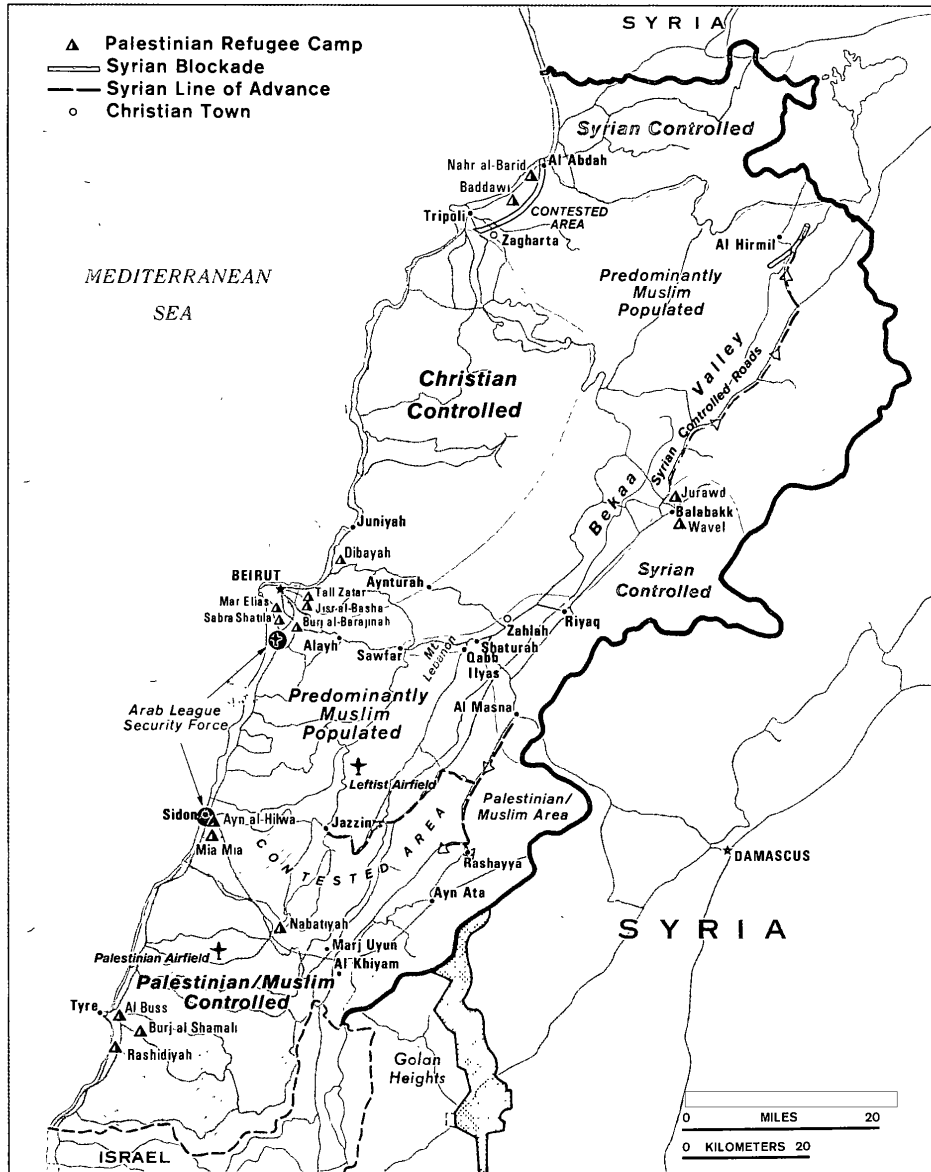 SYRIA
Palestinian Refugee Camp
Syrian Blockade
Syrian Line of Advance
Christian Town
Syrian Controlled
Nahr al-Barid
Al Abdah
Baddawi
CONTESTED
AREA
Tripoli
Zagharta
Al Hirmil
MEDITERRANEAN
SEA
Predominantly
Muslim
Populated
Christian
Controlled
Bekaa Valley
Syrian Controlled Roads
Jurawd
Balabakk
Wavel
Juniyah
Dibayah
Syrian
Controlled
BEIRUT
Aynturah
Tall Zatar
Jisr-al-Basha
Mar Elias
Sabra Shatila
Burj al-Barajinah
Riyaq
Zahlah
Alayh
Sawfar
Mt.
Lebanon
Shaturah
Qabb
Ilyas
Arab League
Security Force
Predominantly
Muslim
Populated
Al Masna
Leftist Airfield
Palestinian/
Muslim Area
Sidon
Ayn al-Hilwa
Jazzin
Mia Mia
CONTESTED AREA
Rashayya
DAMASCUS
Ayn Ata
Nabatiyah
SYRIA
Marj Uyun
Palestinian Airfield
Al Khiyam
Palestinian/Muslim
Controlled
Tyre
Al Buss
Burj al Shamali
Rashidiyah
Golan
Heights
0 MILES 20
0 KILOMETERS 20
ISRAEL